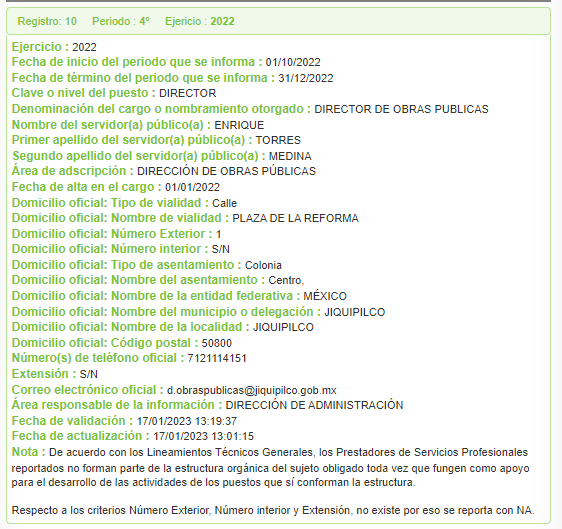 Registro: 10 Periodo : 4º Ejericio : 2022
Ejercicio : 2022
Fecha de inicio del periodo que se informa : 01/10/2022
Fecha de término del periodo que se informa : 31/12/2022
Clave o nivel del puesto : DIRECTOR
Denominación del cargo o nombramiento otorgado : DIRECTOR DE OBRAS PUBLICAS
Nombre del servidor(a) público(a) : ENRIQUE
Primer apellido del servidor(a) público(a) : TORRES
Segundo apellido del servidor(a) público(a) : MEDINA
Área de adscripción : DIRECCIÓN DE OBRAS PÚBLICAS
Fecha de alta en el cargo : 01/01/2022
Domicilio oficial: Tipo de vialidad : Calle
Domicilio oficial: Nombre de vialidad : PLAZA DE LA REFORMA
Domicilio oficial: Número Exterior : 1
Domicilio oficial: Número interior : S/N
Domicilio oficial: Tipo de asentamiento : Colonia
Domicilio oficial: Nombre del asentamiento : Centro,
Domicilio oficial: Nombre de la entidad federativa : MÉXICO
Domicilio oficial: Nombre del municipio o delegación : JIQUIPILCO
Domicilio oficial: Nombre de la localidad : JIQUIPILCO
Domicilio oficial: Código postal : 50800
Número(s) de teléfono oficial : 7121114151
Extensión : S/N
Correo electrónico oficial : d.obraspublicas@jiquipilco.gob.mx
Área responsable de la información : DIRECCIÓN DE ADMINISTRACIÓN
Fecha de validación : 17/01/2023 13:19:37
Fecha de actualización : 17/01/2023 13:01:15
Nota : De acuerdo con los Lineamientos Técnicos Generales, los Prestadores de Servicios Profesionales
reportados no forman parte de la estructura orgánica del sujeto obligado toda vez que fungen como apoyo
para el desarrollo de las actividades de los puestos que sí conforman la estructura.
Respecto a los criterios Número Exterior, Número interior y Extensión, no existe por eso se reporta con NA.